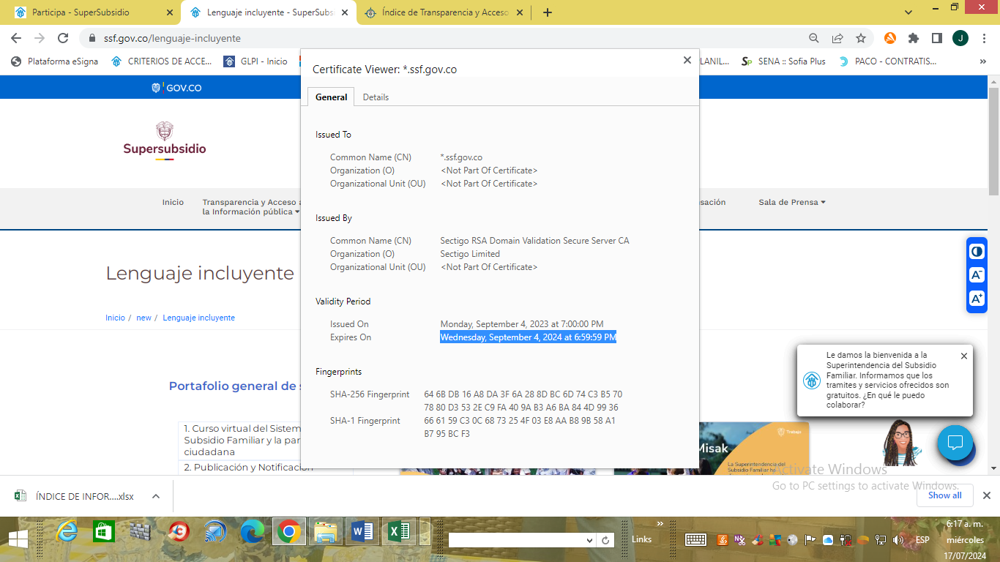 Participa - SuperSubsidio
Lenguaje incluyente - SuperSubsi
Índice de Transparencia y Acceso
ssf.gov.co/lenguaje-incluyente
J
Plataforma eSigna
CRITERIOS DE ACCE...
GLPI - Inicio
LANIL...
SENA :: Sofia Plus
PACO - CONTRATIS...
»
GOV.CO
Supersubsidio
Inicio
Transparencia y Acceso a
la Información pública
sación
Sala de Prensa
Lenguaje incluyente
Inicio / new / Lenguaje incluyente
Portafolio general de s
1. Curso virtual del Sistem
Subsidio Familiar y la par
ciudadana
2. Publicación y Notificación
Certificate Viewer: *.ssf.gov.co
General
Details
Issued To
Common Name (CN) *.ssf.gov.co
Organization (O) <Not Part Of Certificate>
Organizational Unit (OU) <Not Part Of Certificate>
Issued By
Common Name (CN) Sectigo RSA Domain Validation Secure Server CA
Organization (O) Sectigo Limited
Organizational Unit (OU) <Not Part Of Certificate>
Validity Period
Issued On Monday, September 4, 2023 at 7:00:00 PM
Expires On Wednesday, September 4, 2024 at 6:59:59 PM
Fingerprints
SHA-256 Fingerprint 64 6B DB 16 A8 DA 3F 6A 28 8D BC 6D 74 C3 B5 70
78 80 D3 53 2E C9 FA 40 9A B3 A6 BA 84 4D 99 36
SHA-1 Fingerprint 66 61 59 C3 0C 68 73 25 4F 03 E8 AA B8 9B 58 A1
B7 95 BC F3
A-
A+
Le damos la bienvenida a la
Superintendencia del Subsidio
Familiar. Informamos que los
tramites y servicios ofrecidos son
gratuitos. ¿En qué le puedo
colaborar?
Trabajo
Misak
La Superintendencia del
Subsidio Familiar ha
Activate Windows
Go to PC settings to activate Windows.
ÍNDICE DE INFOR....xlsx
Show all
Links
»
ESP
6:17 a. m.
miércoles
17/07/2024